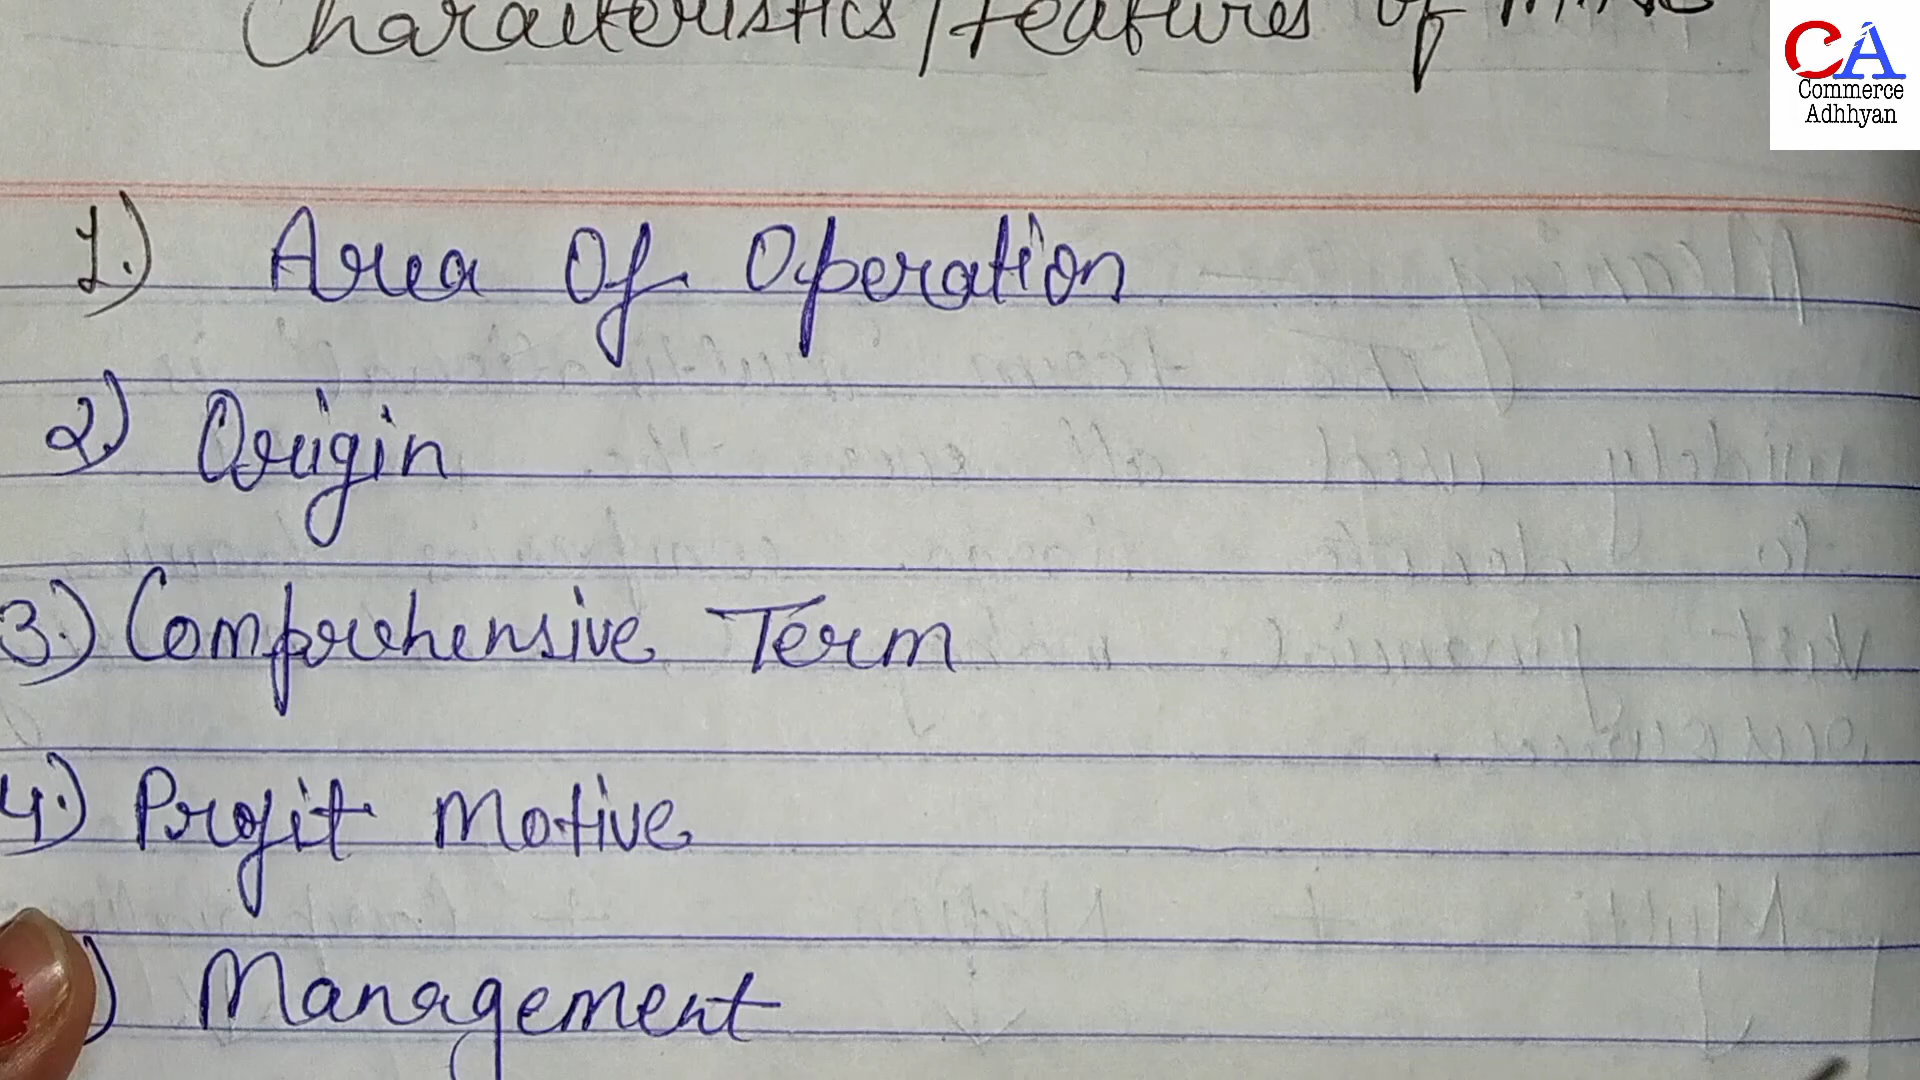 Characteristics/Features of MNC
CA
Commerce
Adhhyan
1.) Area Of Operation
2.) Origin
3.) Comprehensive Term
4.) Profit Motive
) Management